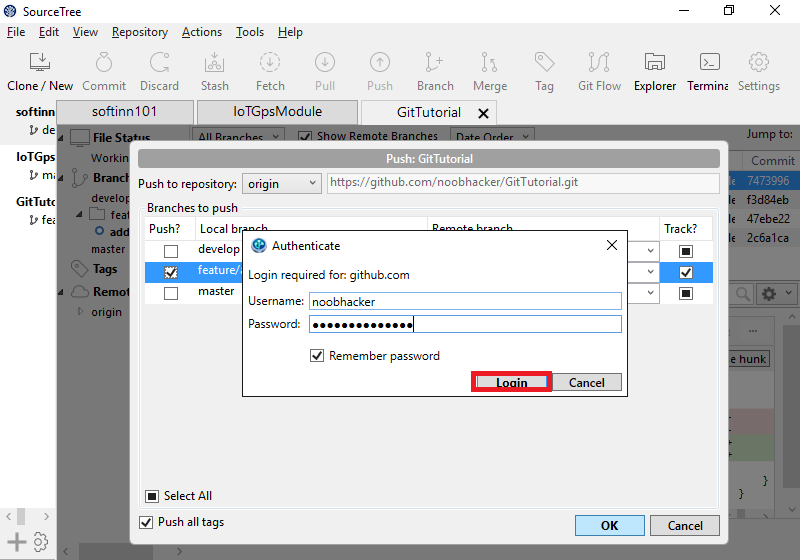 SourceTree
File Edit View Repository Actions Tools Help
Clone / New Commit Discard Stash Fetch Pull Push Branch Merge Tag Git Flow Explorer Termina Settings
softinn101 IoTGpsModule GitTutorial
softinn
de
IoTGps
ma
GitTuto
fea
File Status
Working
Branch
develop
feat
add
master
Tags
Remo
origin
All Branches Show Remote Branches Date Order Jump to:
Commit
7473996
f3d84eb
47ebe22
2c6a1ca
e hunk
}
}
Push: GitTutorial
Push to repository: origin https://github.com/noobhacker/GitTutorial.git
Branches to push
Push? Local branch Remote branch Track?
develop
feature/
master
Select All
Push all tags
OK Cancel
Authenticate
Login required for: github.com
Username: noobhacker
Password: ●●●●●●●●●●●●●●
Remember password
Login Cancel